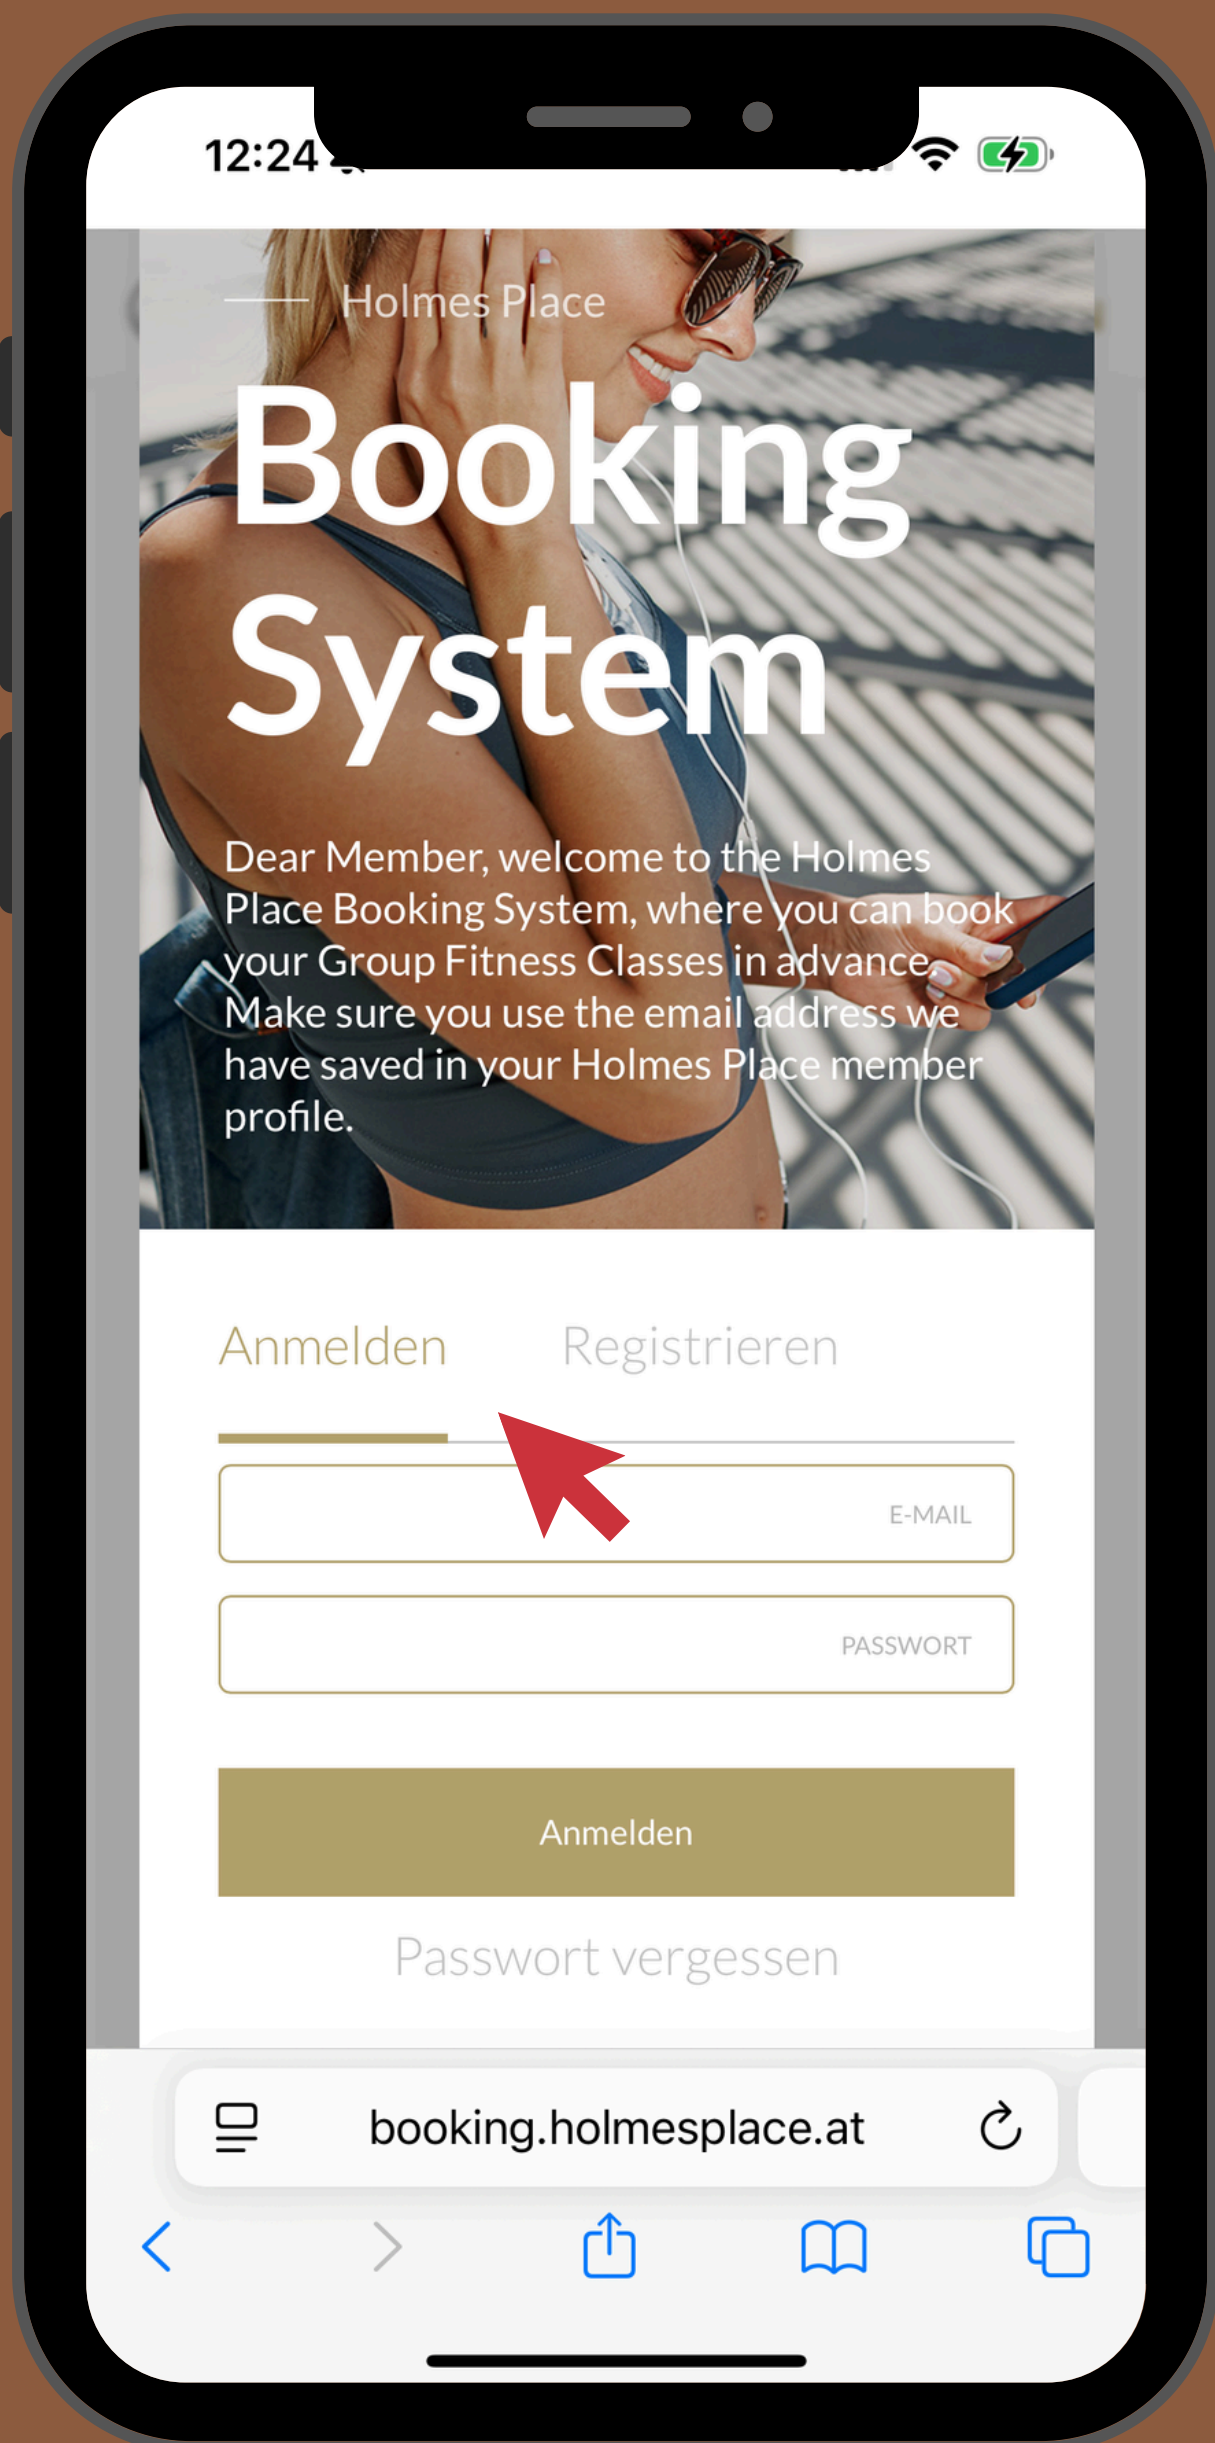 12:24
Holmes Place
Booking
System
Dear Member, welcome to the Holmes
Place Booking System, where you can book
your Group Fitness Classes in advance.
Make sure you use the email address we
have saved in your Holmes Place member
profile.
Anmelden Registrieren
E-MAIL
PASSWORT
Anmelden
Passwort vergessen
booking.holmesplace.at